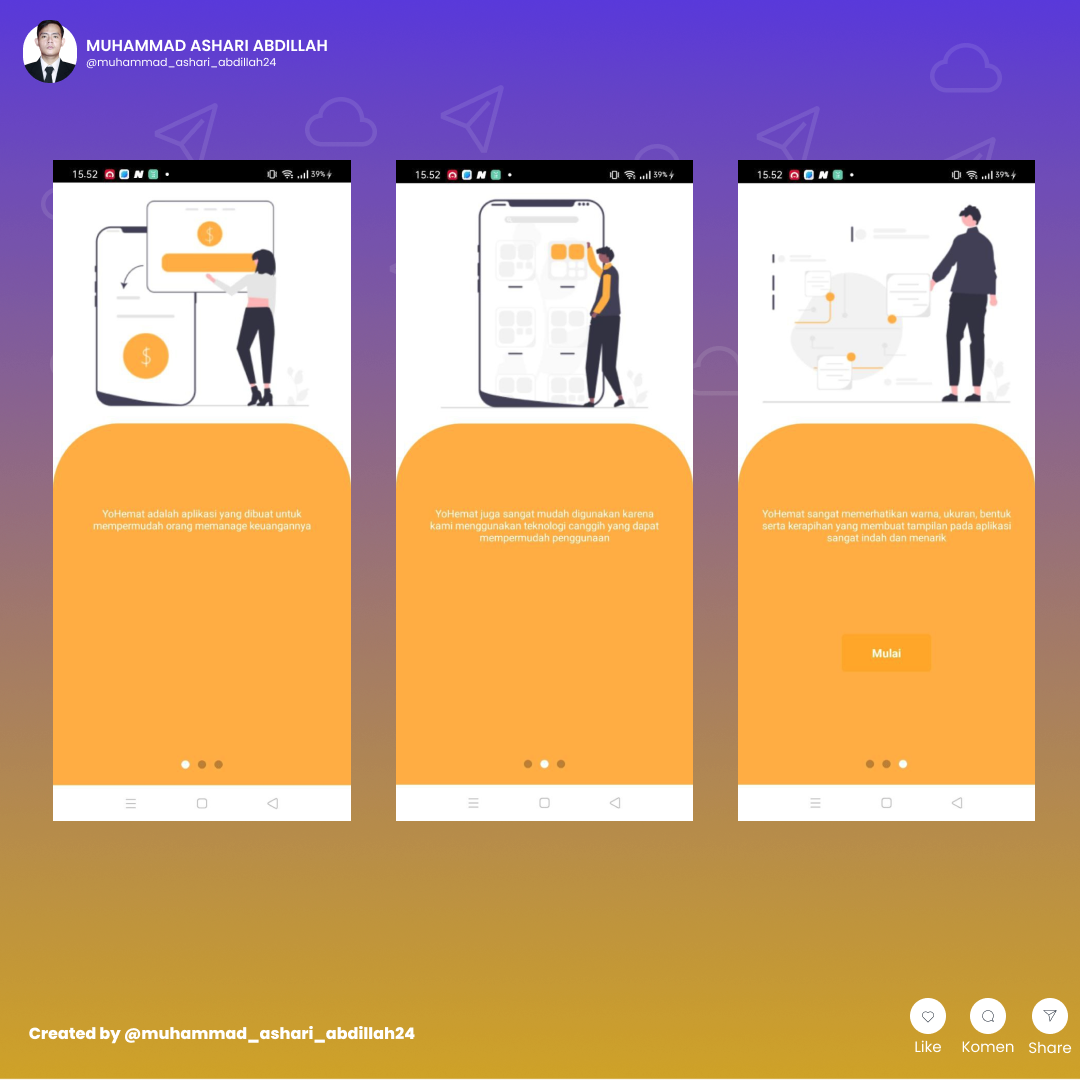 MUHAMMAD ASHARI ABDILLAH
@muhammad_ashari_abdillah24
15.52
39%
15.52
39%
15.52
39%
$
$
YoHemat adalah aplikasi yang dibuat untuk
mempermudah orang memanage keuangannya
YoHemat juga sangat mudah digunakan karena
kami menggunakan teknologi canggih yang dapat
mempermudah penggunaan
YoHemat sangat memerhatikan warna, ukuran, bentuk
serta kerapihan yang membuat tampilan pada aplikasi
sangat indah dan menarik
Mulai
Created by @muhammad_ashari_abdillah24
Like
Komen
Share